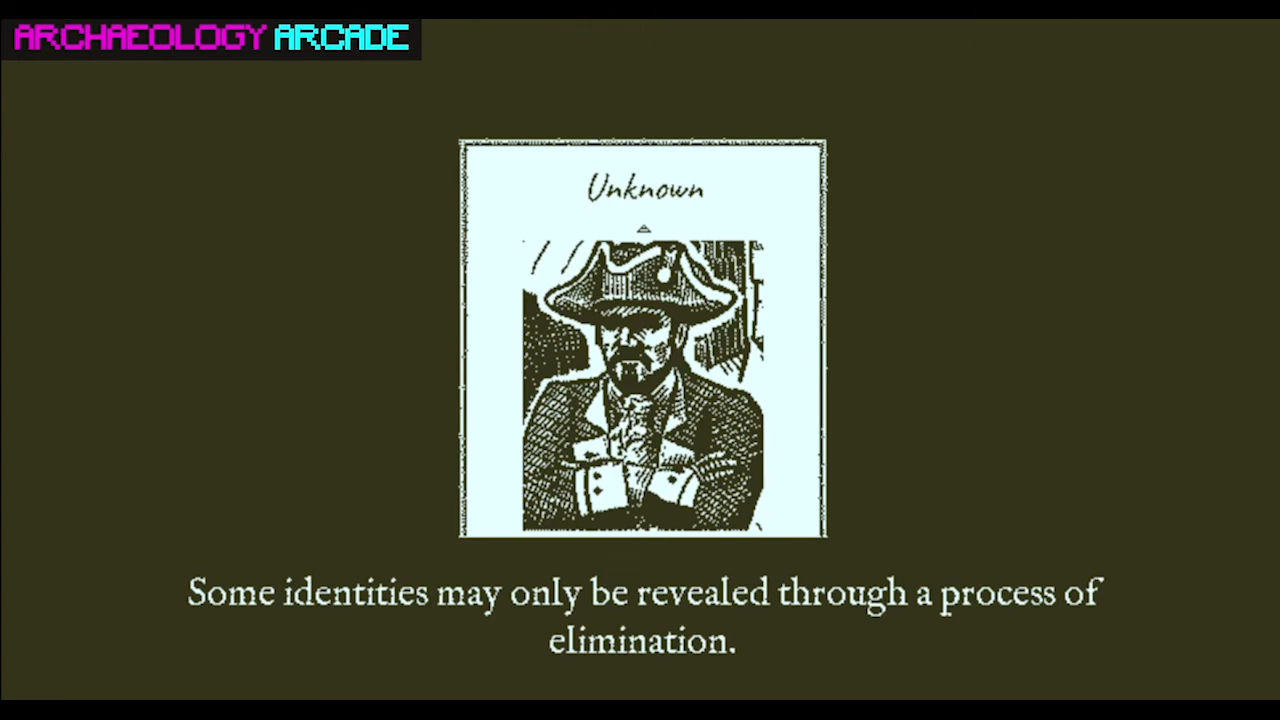 ARCHAEOLOGY ARCADE
Unknown
Some identities may only be revealed through a process of
elimination.